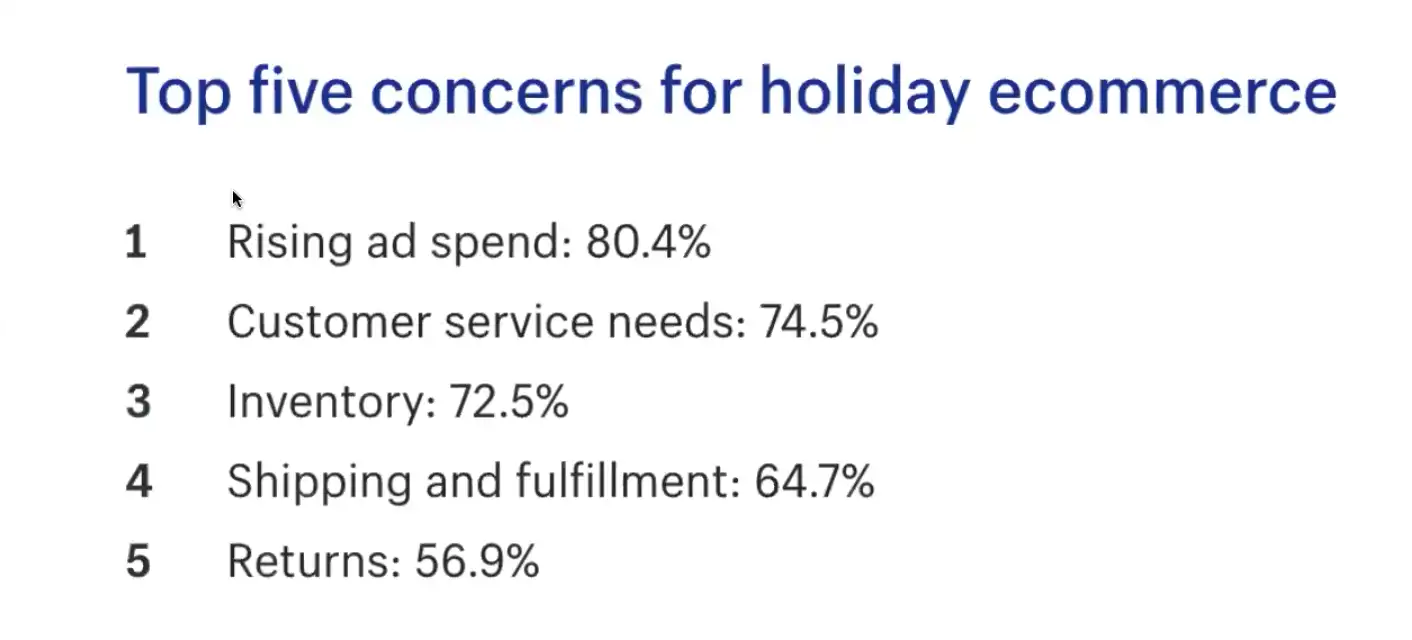 Top five concerns for holiday ecommerce
1 Rising ad spend: 80.4%
2 Customer service needs: 74.5%
3 Inventory: 72.5%
4 Shipping and fulfillment: 64.7%
5 Returns: 56.9%